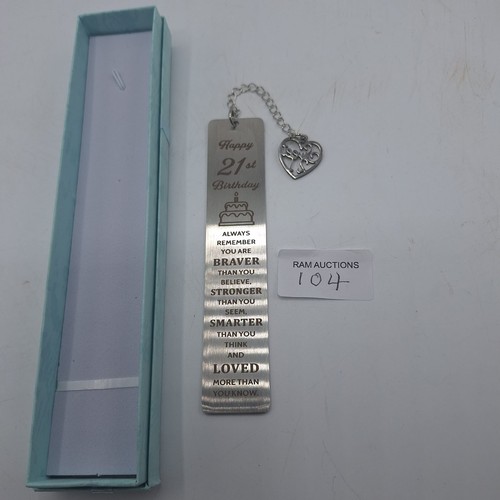 Happy
21st
Birthday
ALWAYS
REMEMBER
YOU ARE
BRAVER
THAN YOU
BELIEVE,
STRONGER
THAN YOU
SEEM,
SMARTER
THAN YOU
THINK
AND
LOVED
MORE THAN
YOU KNOW.
RAM AUCTIONS
104